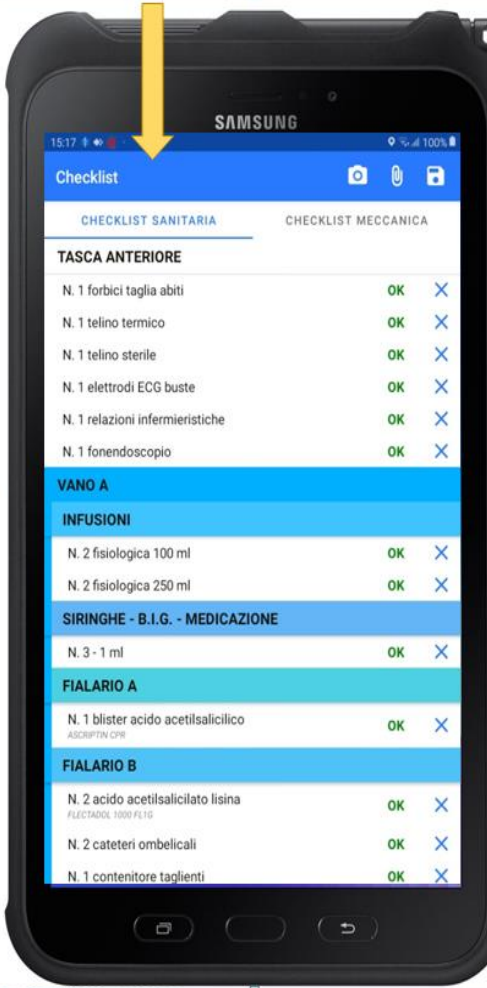 SAMSUNG
15:17 100%
Checklist
CHECKLIST SANITARIA CHECKLIST MECCANICA
TASCA ANTERIORE
N. 1 forbici taglia abiti OK
N. 1 telino termico OK
N. 1 telino sterile OK
N. 1 elettrodi ECG buste OK
N. 1 relazioni infermieristiche OK
N. 1 fonendoscopio OK
VANO A
INFUSIONI
N. 2 fisiologica 100 ml OK
N. 2 fisiologica 250 ml OK
SIRINGHE - B.I.G. - MEDICAZIONE
N. 3 - 1 ml OK
FIALARIO A
N. 1 blister acido acetilsalicilico OK
ASCRIPTIN CPR
FIALARIO B
N. 2 acido acetilsalicilato lisina OK
FLECTADOL 1000 FL1G
N. 2 cateteri ombelicali OK
N. 1 contenitore taglienti OK